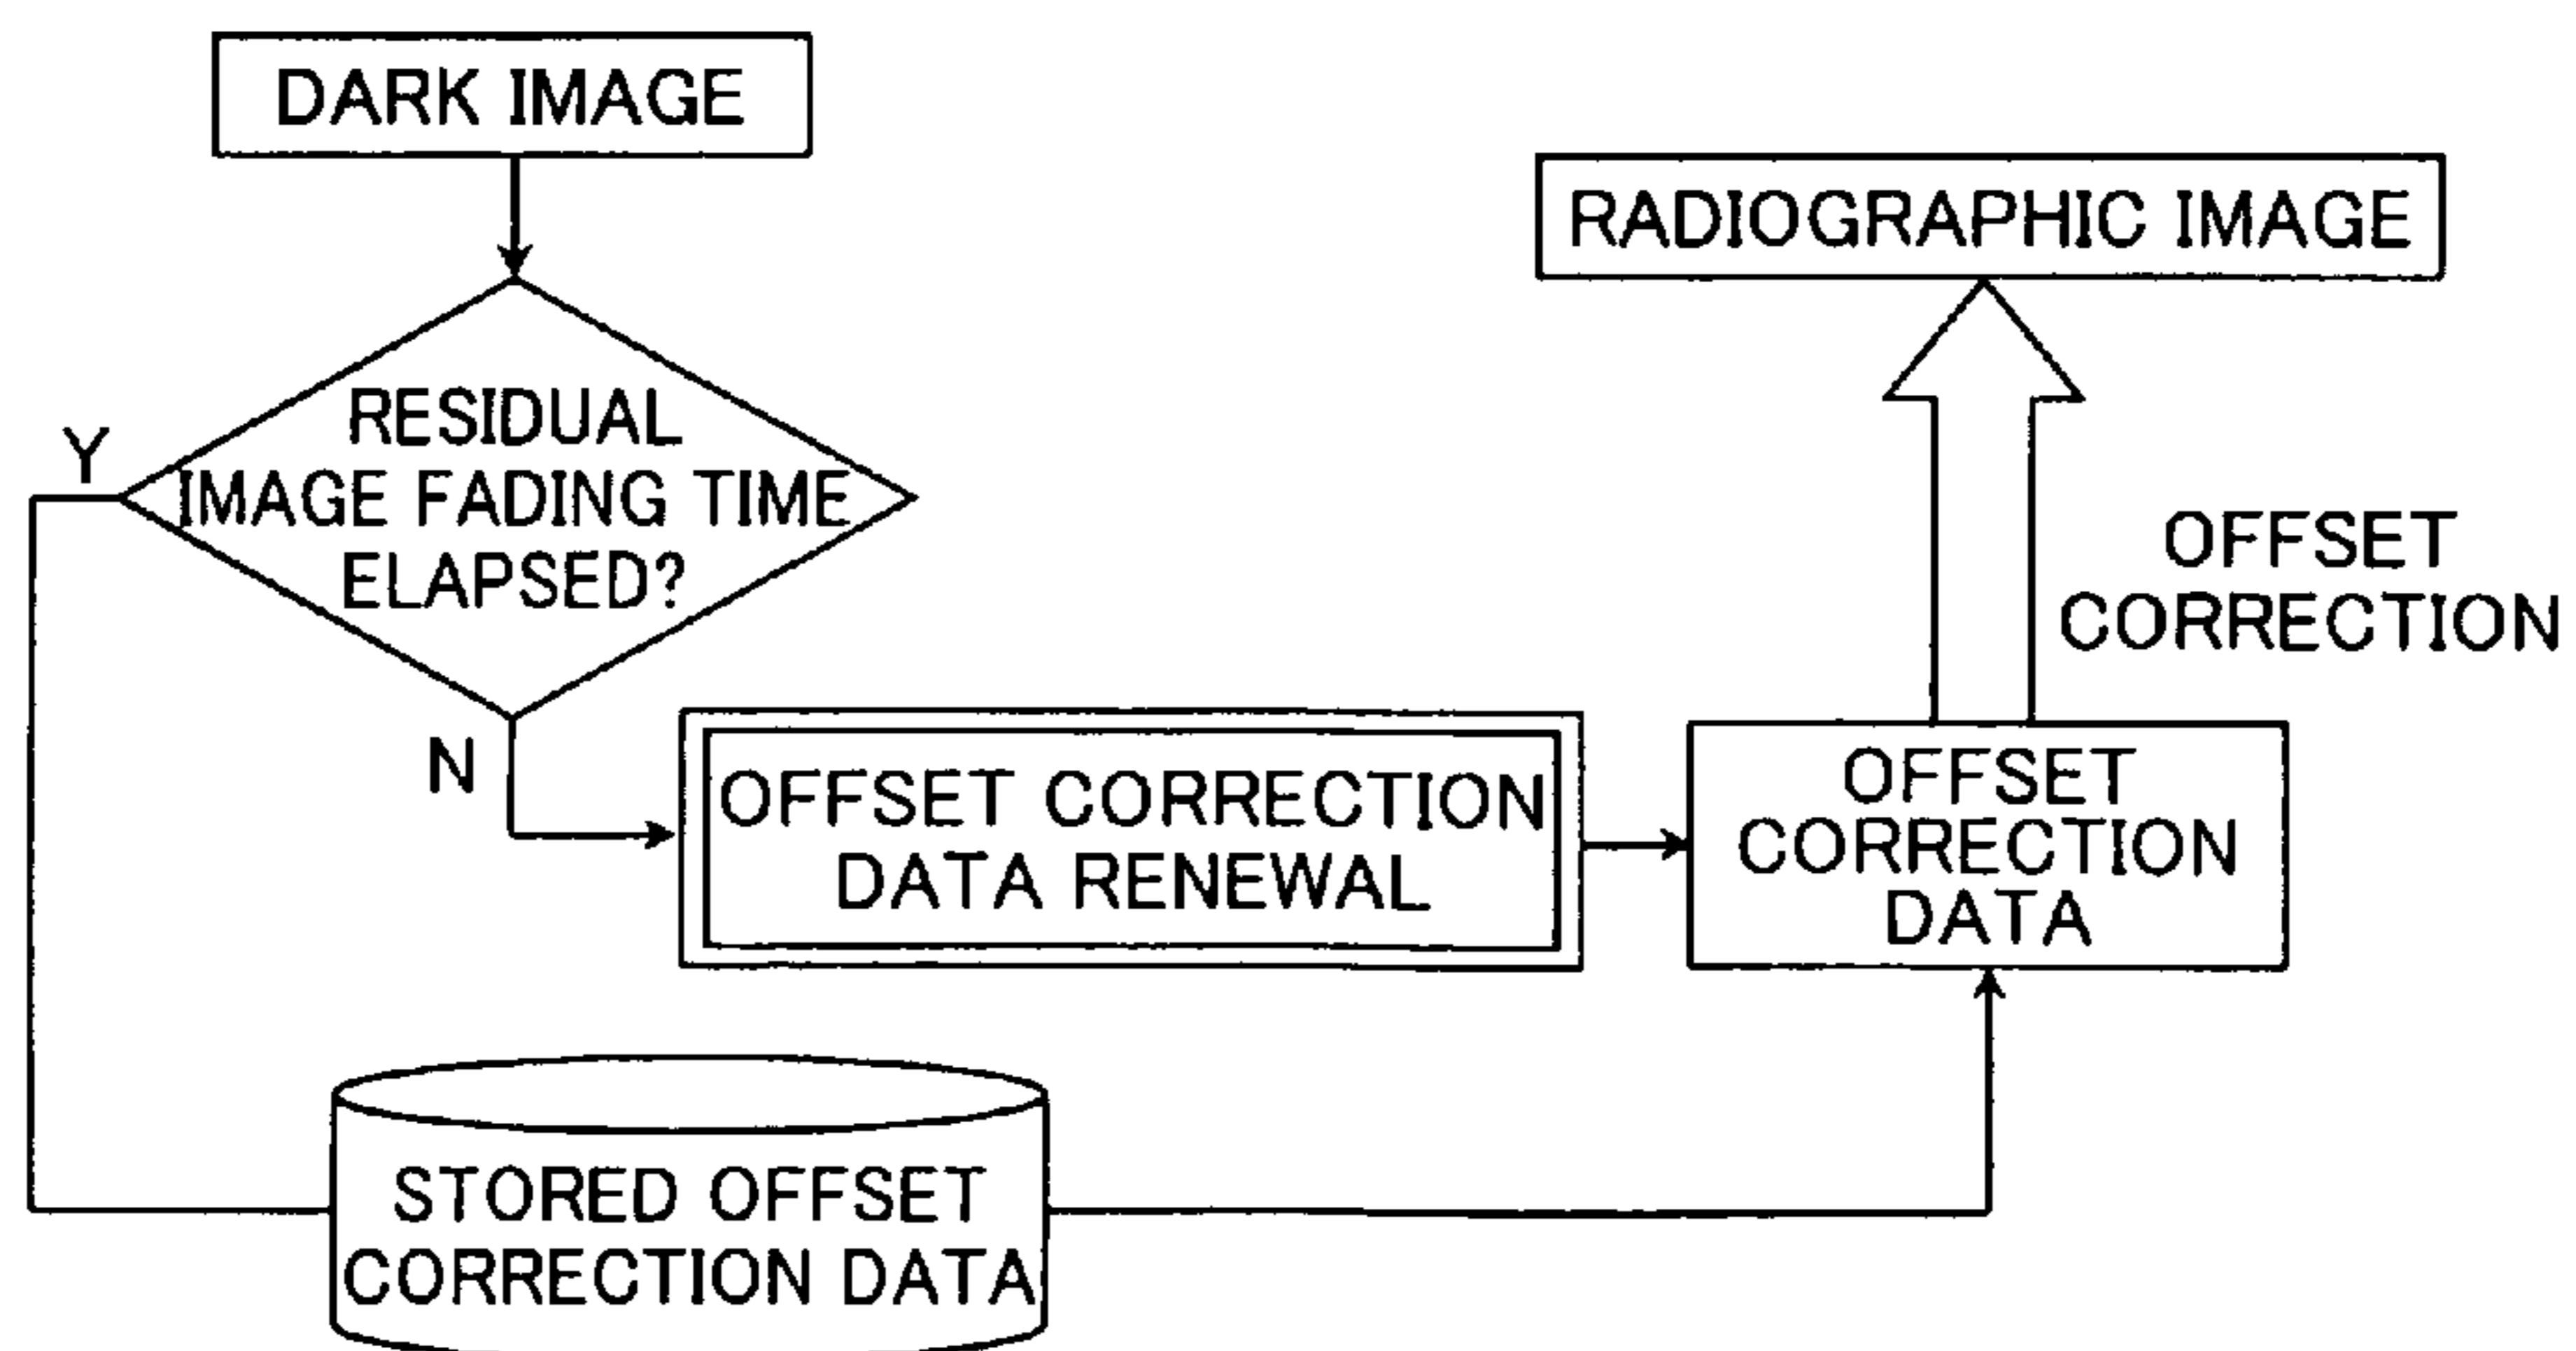 DARK IMAGE
RADIOGRAPHIC IMAGE
RESIDUAL
IMAGE FADING TIME
ELAPSED?
Y
N
OFFSET
CORRECTION
OFFSET CORRECTION
DATA RENEWAL
OFFSET
CORRECTION
DATA
STORED OFFSET
CORRECTION DATA